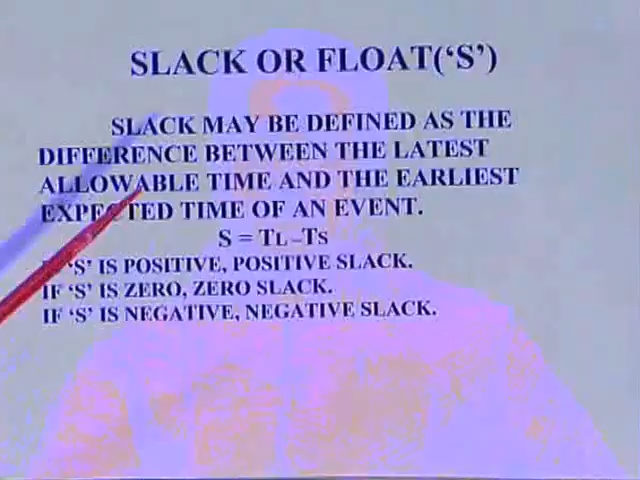 SLACK OR FLOAT(‘S’)
SLACK MAY BE DEFINED AS THE
DIFFERENCE BETWEEN THE LATEST
ALLOWABLE TIME AND THE EARLIEST
EXPECTED TIME OF AN EVENT.
S = TL –TS
‘S’ IS POSITIVE, POSITIVE SLACK.
IF ‘S’ IS ZERO, ZERO SLACK.
IF ‘S’ IS NEGATIVE, NEGATIVE SLACK.